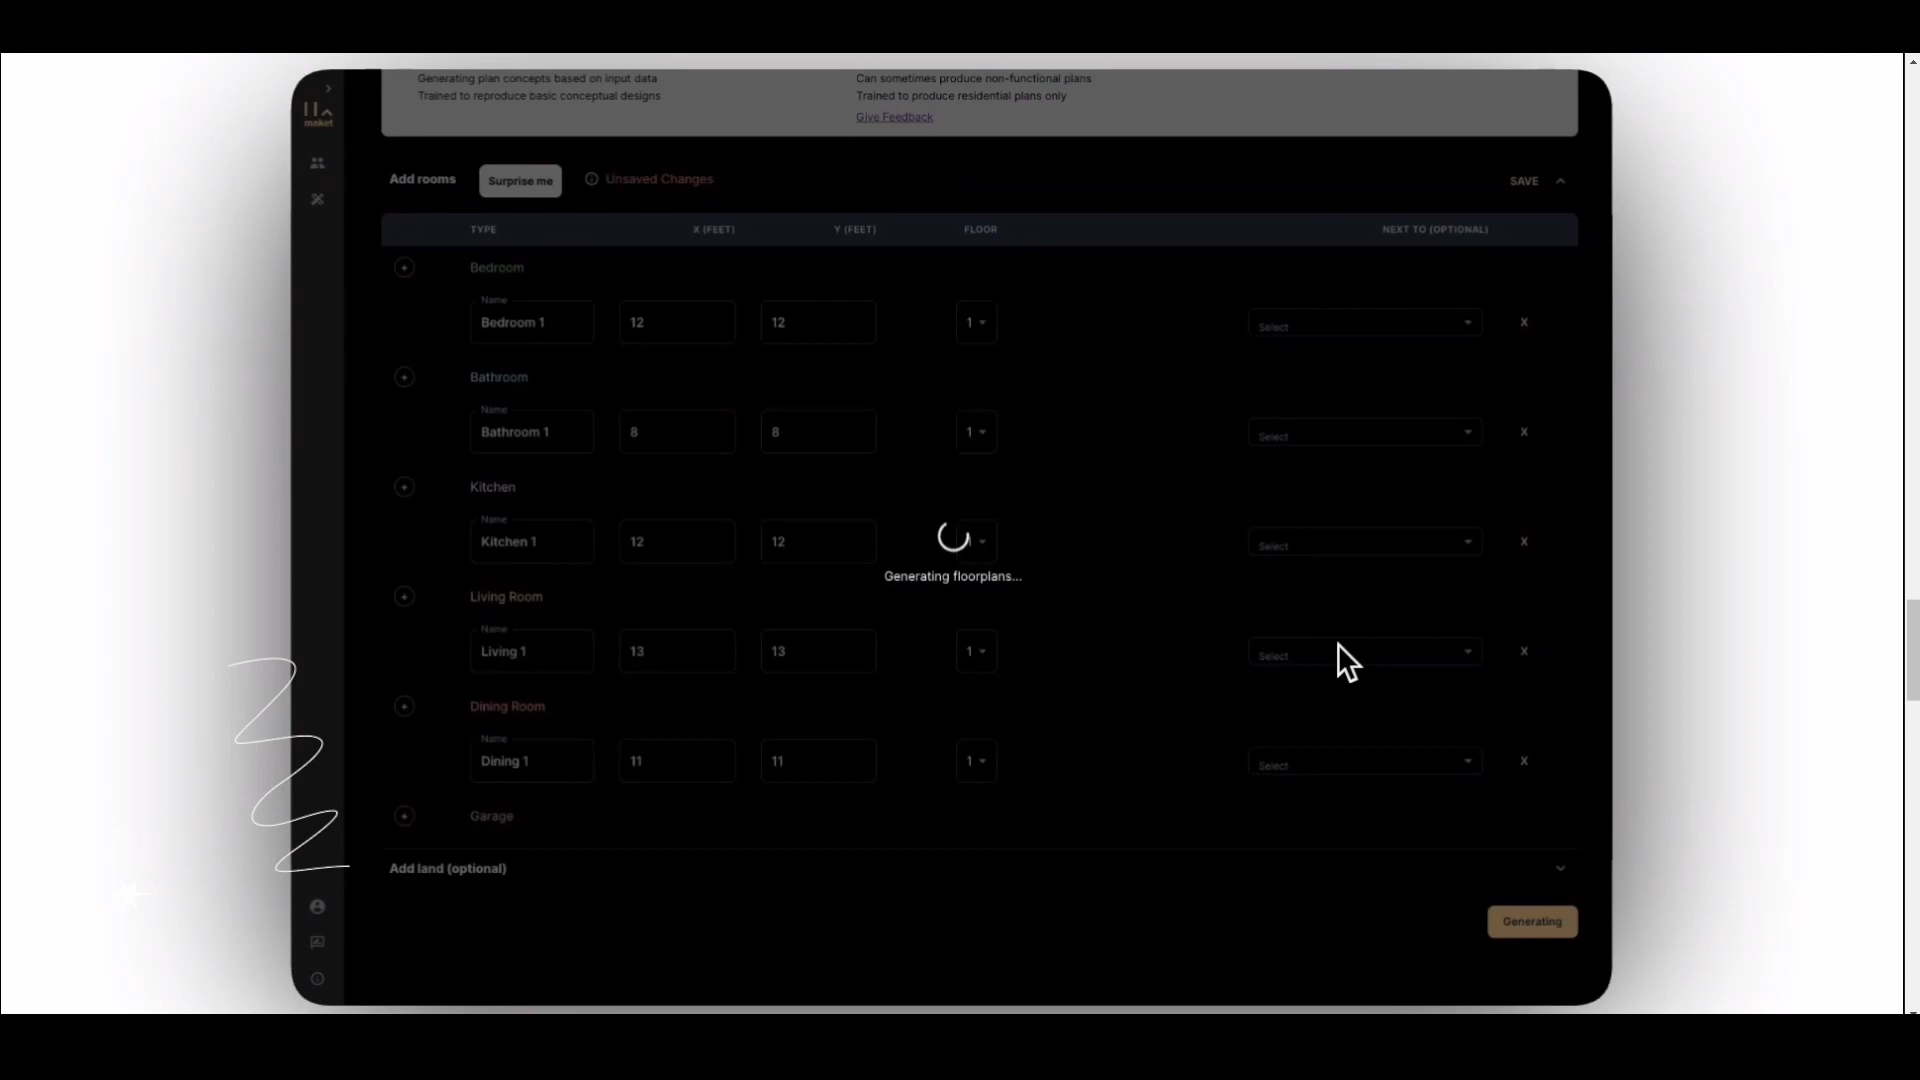 Generating plan concepts based on input data
Trained to reproduce basic conceptual designs
Can sometimes produce non-functional plans
Trained to produce residential plans only
Give Feedback
maket
Add rooms
Surprise me
Unsaved Changes
SAVE
TYPE X (FEET) Y (FEET) FLOOR NEXT TO (OPTIONAL)
Bedroom
Name
Bedroom 1 12 12 1 Select X
Bathroom
Name
Bathroom 1 8 8 1 Select X
Kitchen
Name
Kitchen 1 12 12 Select X
Generating floorplans...
Living Room
Name
Living 1 13 13 1 Select X
Dining Room
Name
Dining 1 11 11 1 Select X
Garage
Add land (optional)
Generating